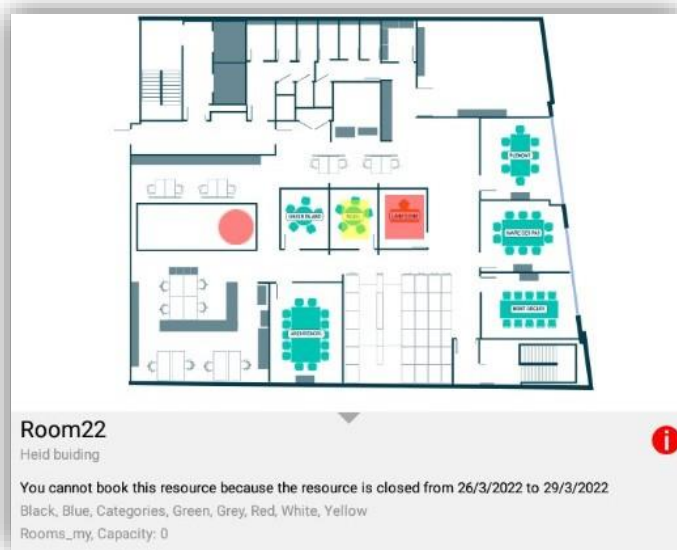 Room22
Heid buiding
You cannot book this resource because the resource is closed from 26/3/2022 to 29/3/2022
Black, Blue, Categories, Green, Grey, Red, White, Yellow
Rooms_my, Capacity: 0